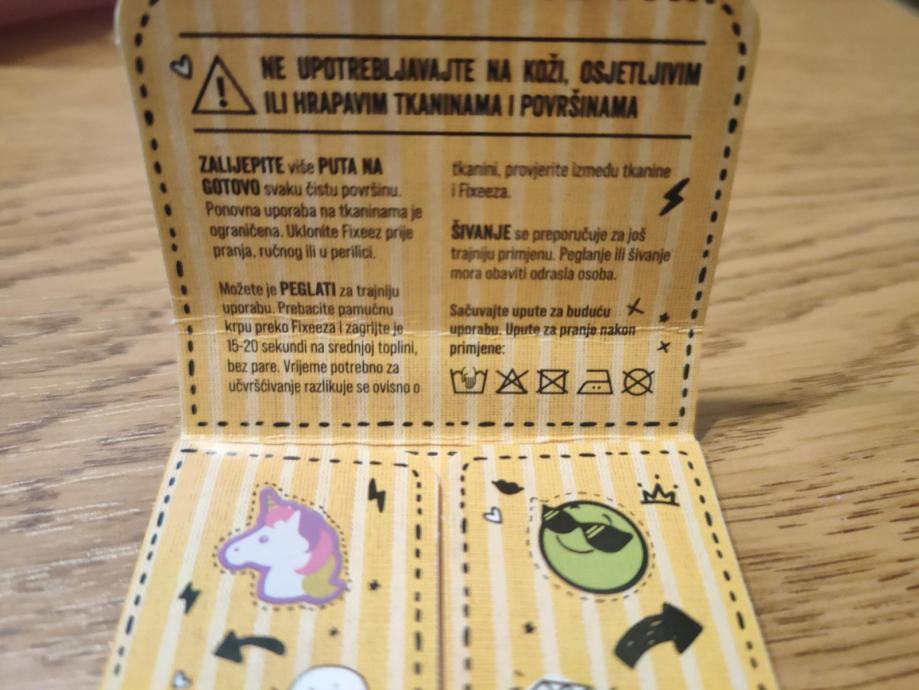 NE UPOTREBLJAVAJTE NA KOŽI, OSJETLJIVIM
ILI HRAPAVIM TKANINAMA I POVRŠINAMA
ZALIJEPITE više PUTA NA
GOTOVO svaku čistu površinu.
Ponovna uporaba na tkaninama je
ograničena. Uklonite Fixeez prije
pranja, ručnog ili u perilici.
Možete je PEGLATI za trajniju
uporabu. Prebacite pamučnu
krpu preko Fixeeza i zagrijte je
15-20 sekundi na srednjoj toplini,
bez pare. Vrijeme potrebno za
učvršćivanje razlikuje se ovisno o
tkanini, provjerite između tkanine
i Fixeeza.
ŠIVANJE se preporučuje za još
trajniju primjenu. Peglanje ili šivanje
mora obaviti odrasla osoba.
Sačuvajte upute za buduću
uporabu. Upute za pranje nakon
primjene: